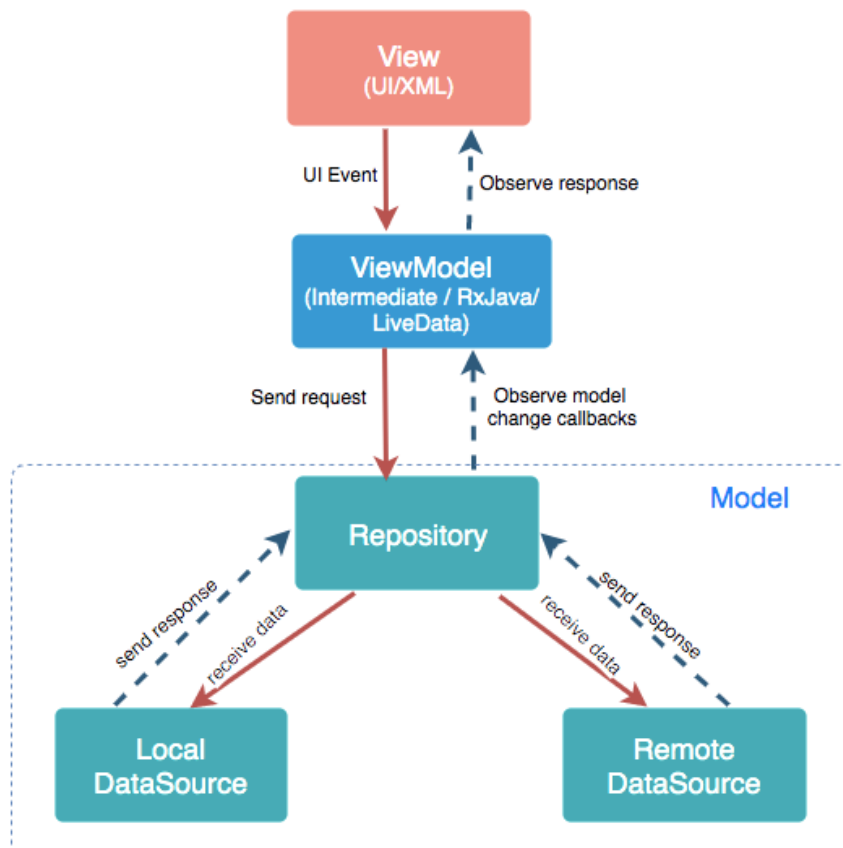 View
(UI/XML)
UI Event
Observe response
ViewModel
(Intermediate / RxJava/
LiveData)
Send request
Observe model
change callbacks
Model
Repository
send response
receive data
receive data
send response
Local
DataSource
Remote
DataSource